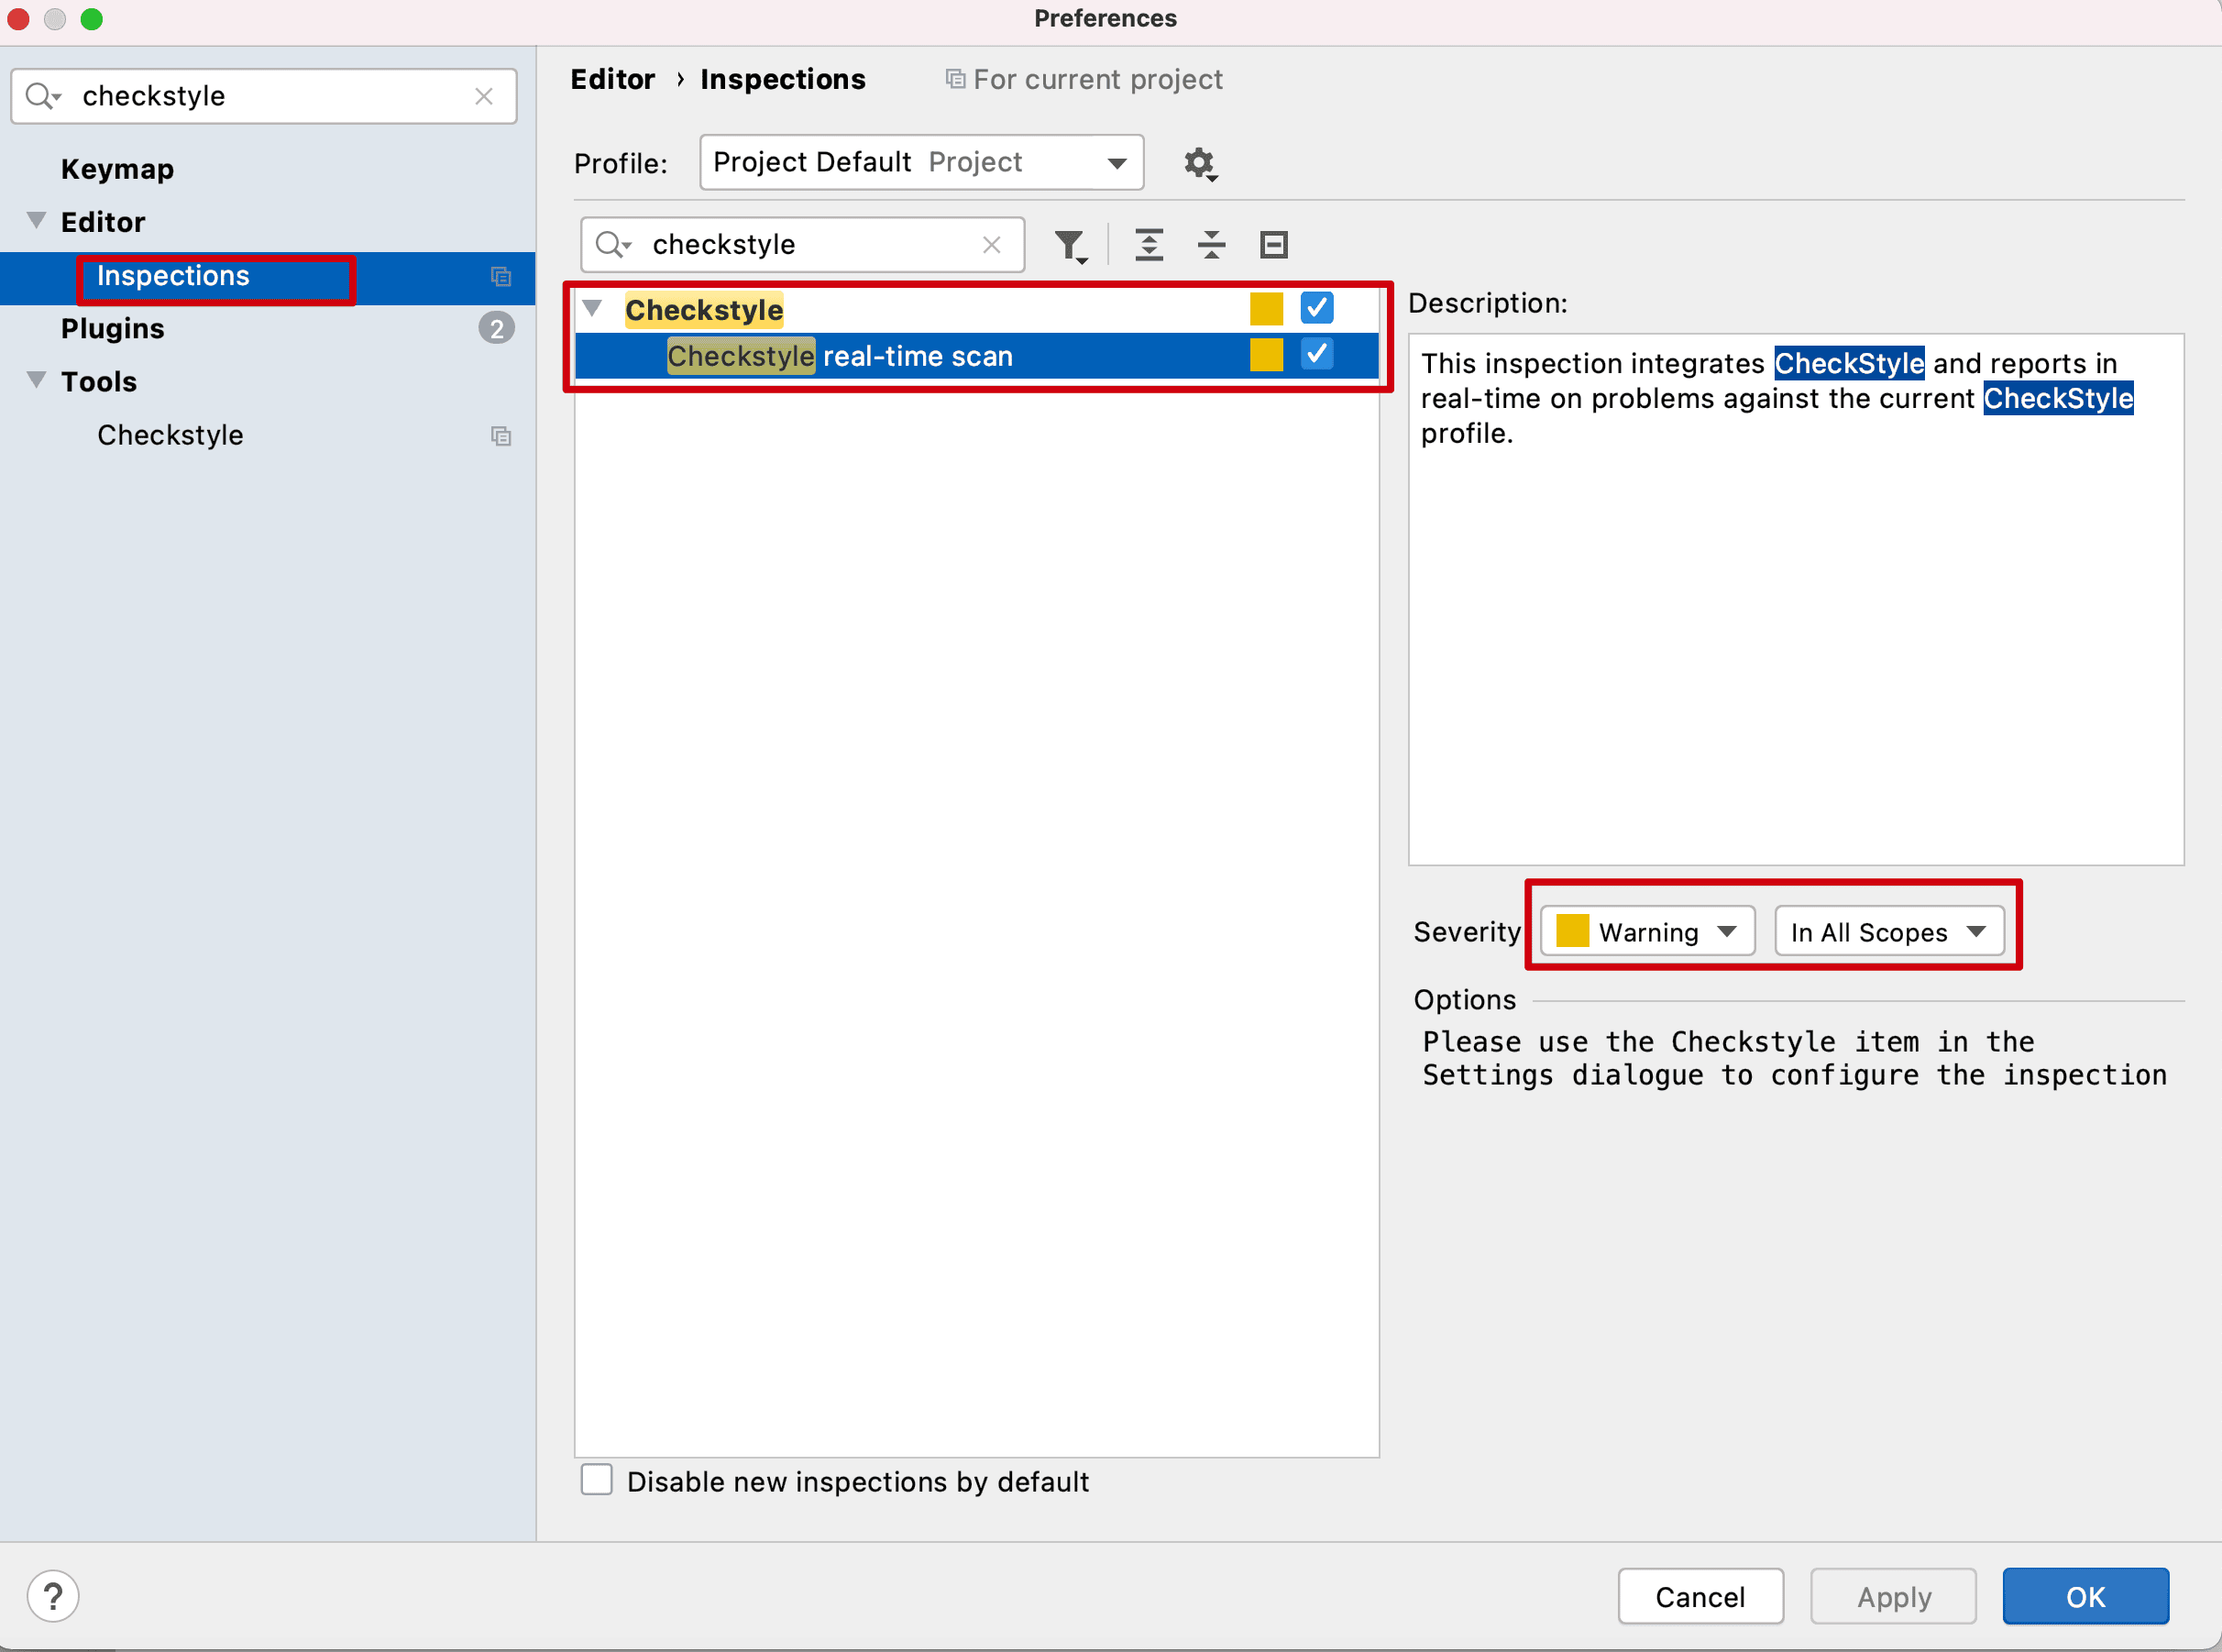 Preferences
checkstyle
Keymap
Editor
Inspections
Plugins 2
Tools
Checkstyle
Editor › Inspections For current project
Profile: Project Default Project
checkstyle
Checkstyle
Checkstyle real-time scan
Disable new inspections by default
Description:
This inspection integrates CheckStyle and reports in
real-time on problems against the current CheckStyle
profile.
Severity Warning In All Scopes
Options
Please use the Checkstyle item in the
Settings dialogue to configure the inspection
? Cancel Apply OK